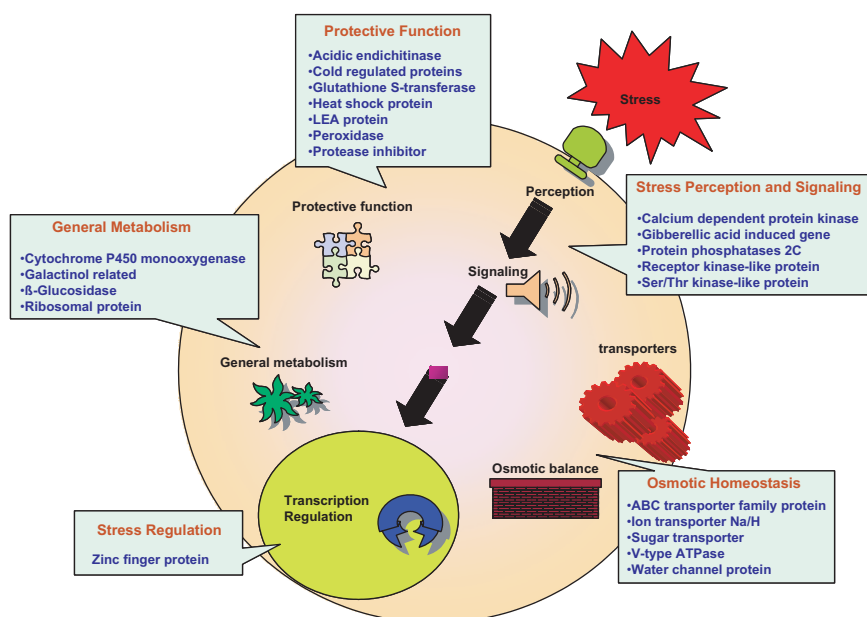 Protective Function
•Acidic endichitinase
•Cold regulated proteins
•Glutathione S-transferase
•Heat shock protein
•LEA protein
•Peroxidase
•Protease inhibitor
Stress
Perception
Stress Perception and Signaling
•Calcium dependent protein kinase
•Gibberellic acid induced gene
•Protein phosphatases 2C
•Receptor kinase-like protein
•Ser/Thr kinase-like protein
Protective function
General Metabolism
•Cytochrome P450 monooxygenase
•Galactinol related
•ß-Glucosidase
•Ribosomal protein
Signaling
General metabolism
transporters
Osmotic balance
Osmotic Homeostasis
•ABC transporter family protein
•Ion transporter Na/H
•Sugar transporter
•V-type ATPase
•Water channel protein
Transcription
Regulation
Stress Regulation
Zinc finger protein